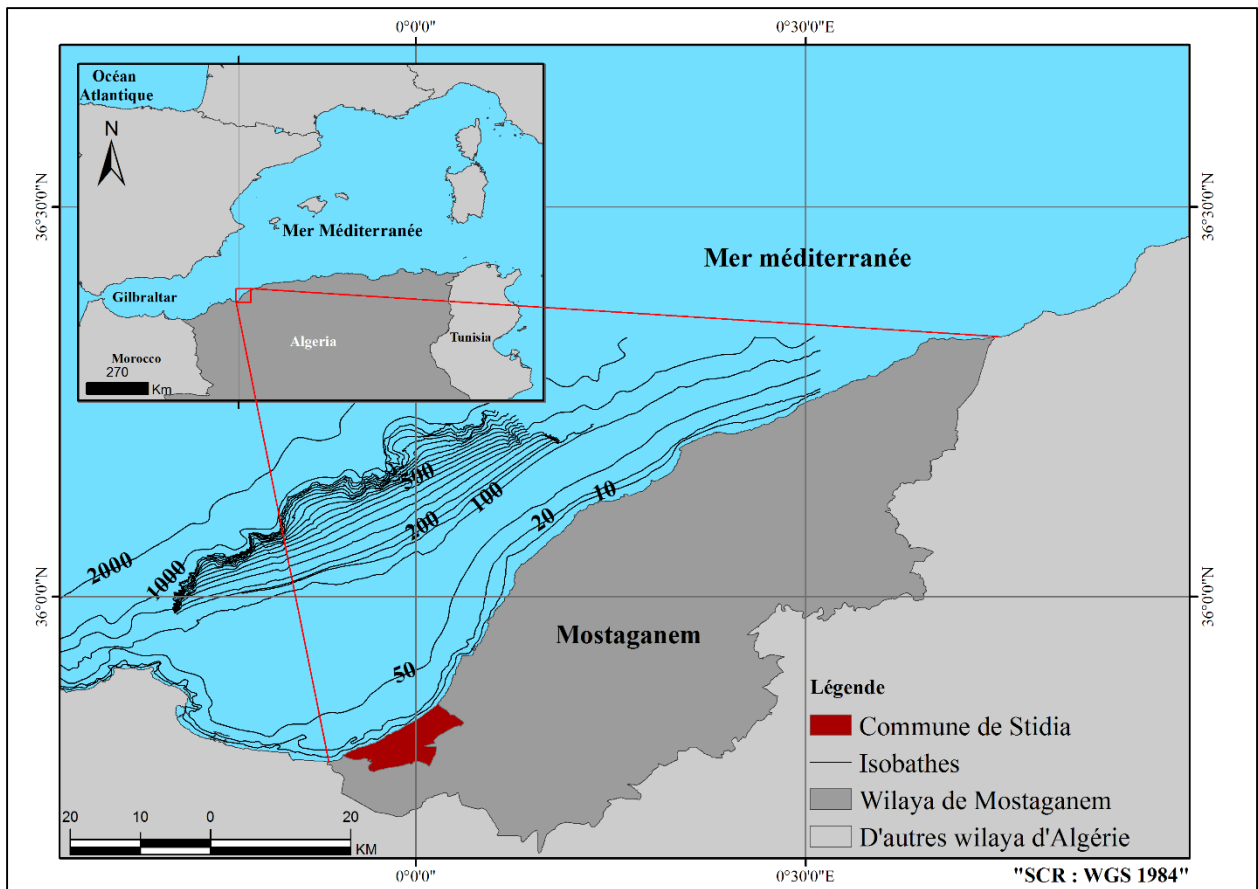 0°0'0"
0°30'0"E
Océan
Atlantique
N
Mer Méditerranée
Gilbraltar
Algeria
Tunisia
Morocco
270
Km
36°30'0"N
36°30'0"N
Mer méditerranée
500
200
100
20
10
2000
1000
50
36°0'0"N
36°0'0"N
Mostaganem
Légende
Commune de Stidia
Isobathes
Wilaya de Mostaganem
D'autres wilaya d'Algérie
20 10 0 20
KM
0°0'0"
0°30'0"E
"SCR : WGS 1984"